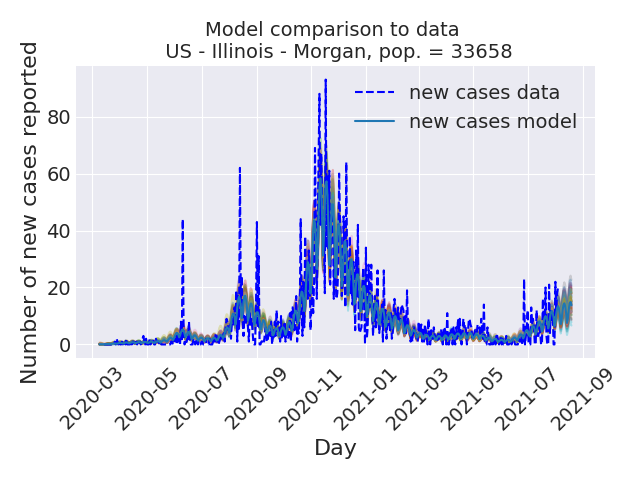 Model comparison to data
US - Illinois - Morgan, pop. = 33658
Number of new cases reported
80
60
40
20
0
new cases data
new cases model
2020-03
2020-05
2020-07
2020-09
2020-11
2021-01
2021-03
2021-05
2021-07
2021-09
Day